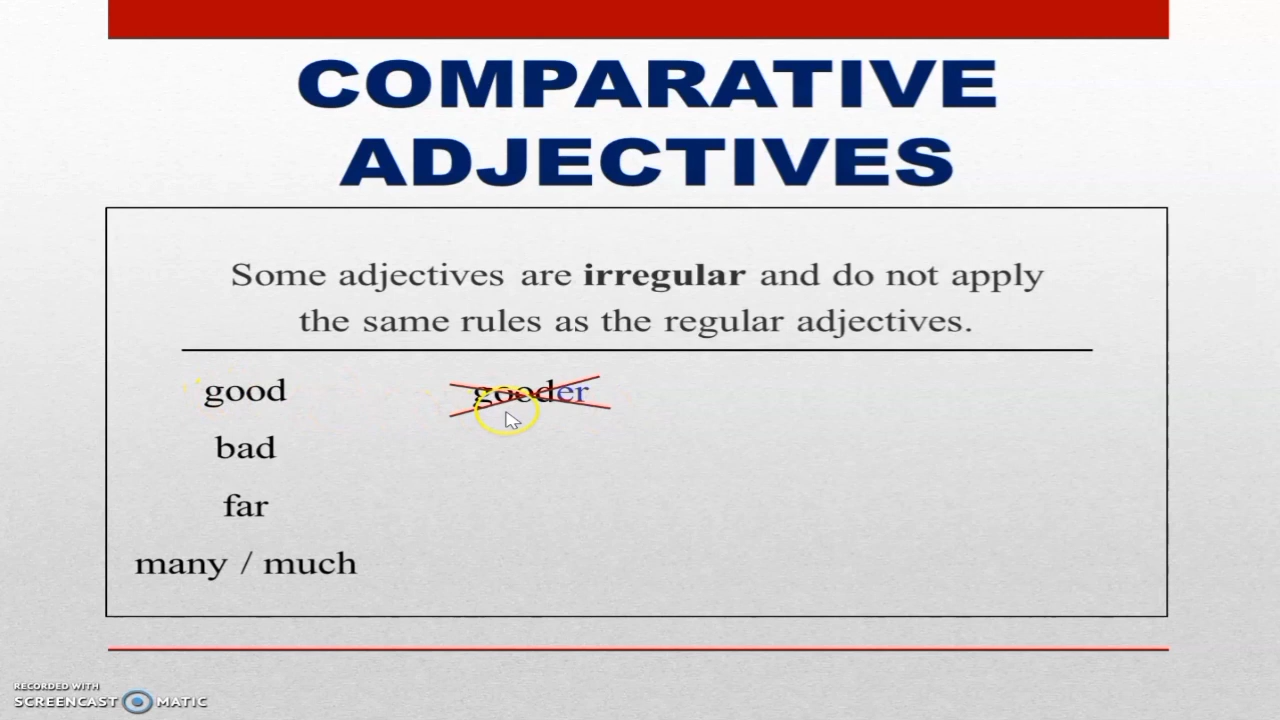 COMPARATIVE
ADJECTIVES
Some adjectives are irregular and do not apply
the same rules as the regular adjectives.
good gooder
bad
far
many / much
RECORDED WITH
SCREENCAST MATIC